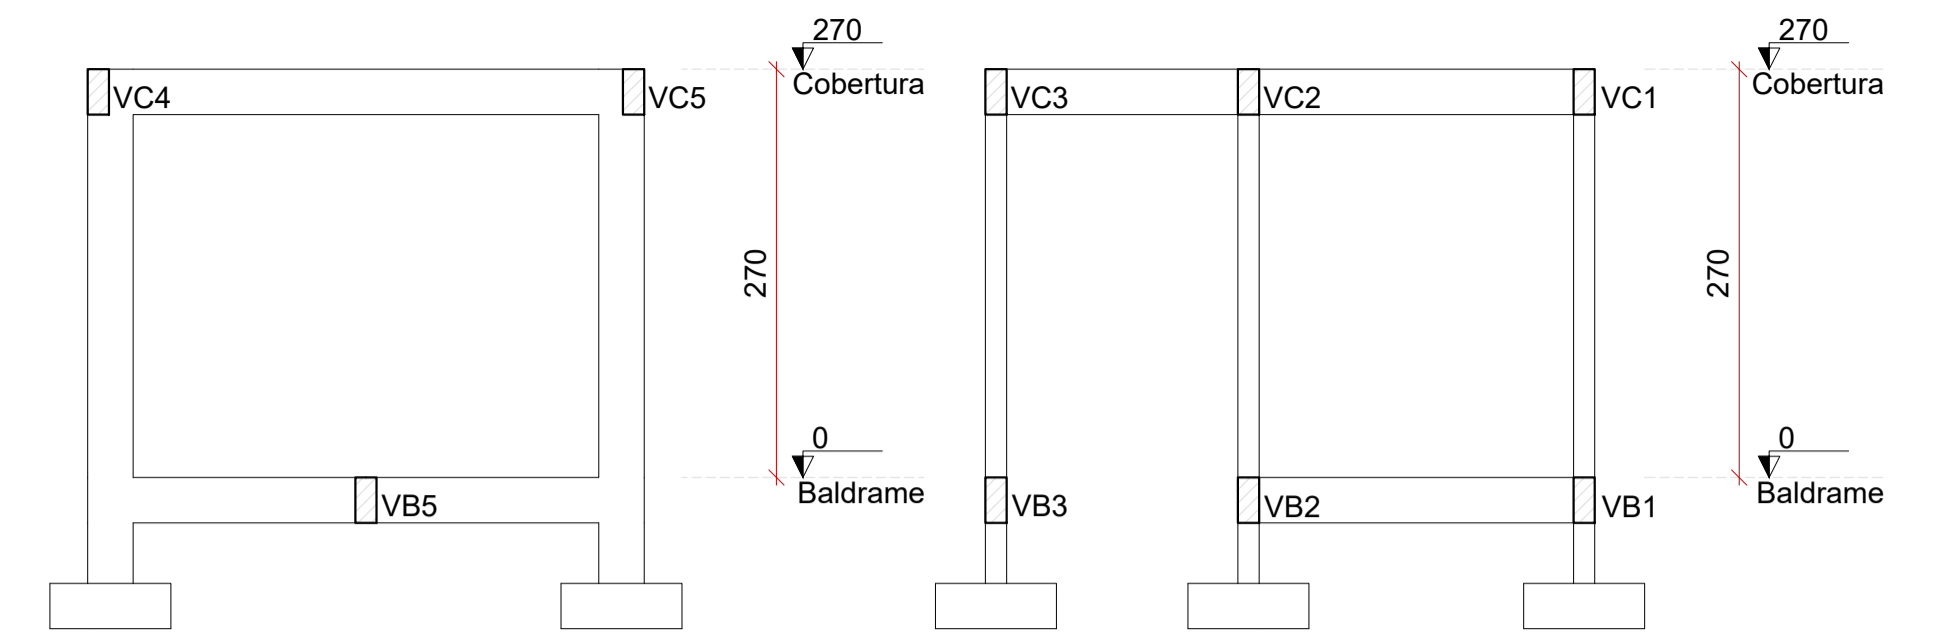 270
Cobertura
VC4
VC5
270
0
Baldrame
VB5
270
Cobertura
VC3
VC2
VC1
270
0
Baldrame
VB3
VB2
VB1